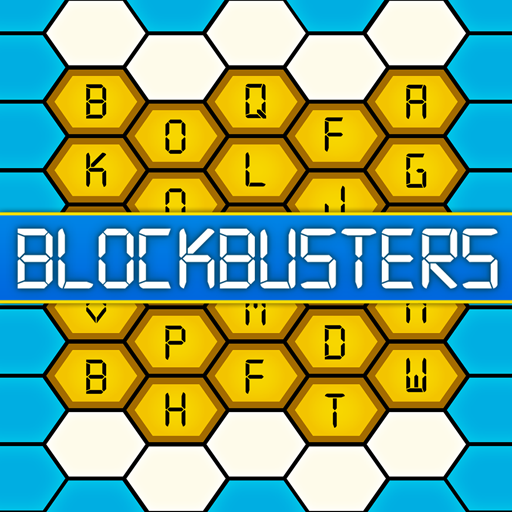 B Q A
O F
K L G
J
BLOCKBUSTERS
V M
P D
B F W
H T